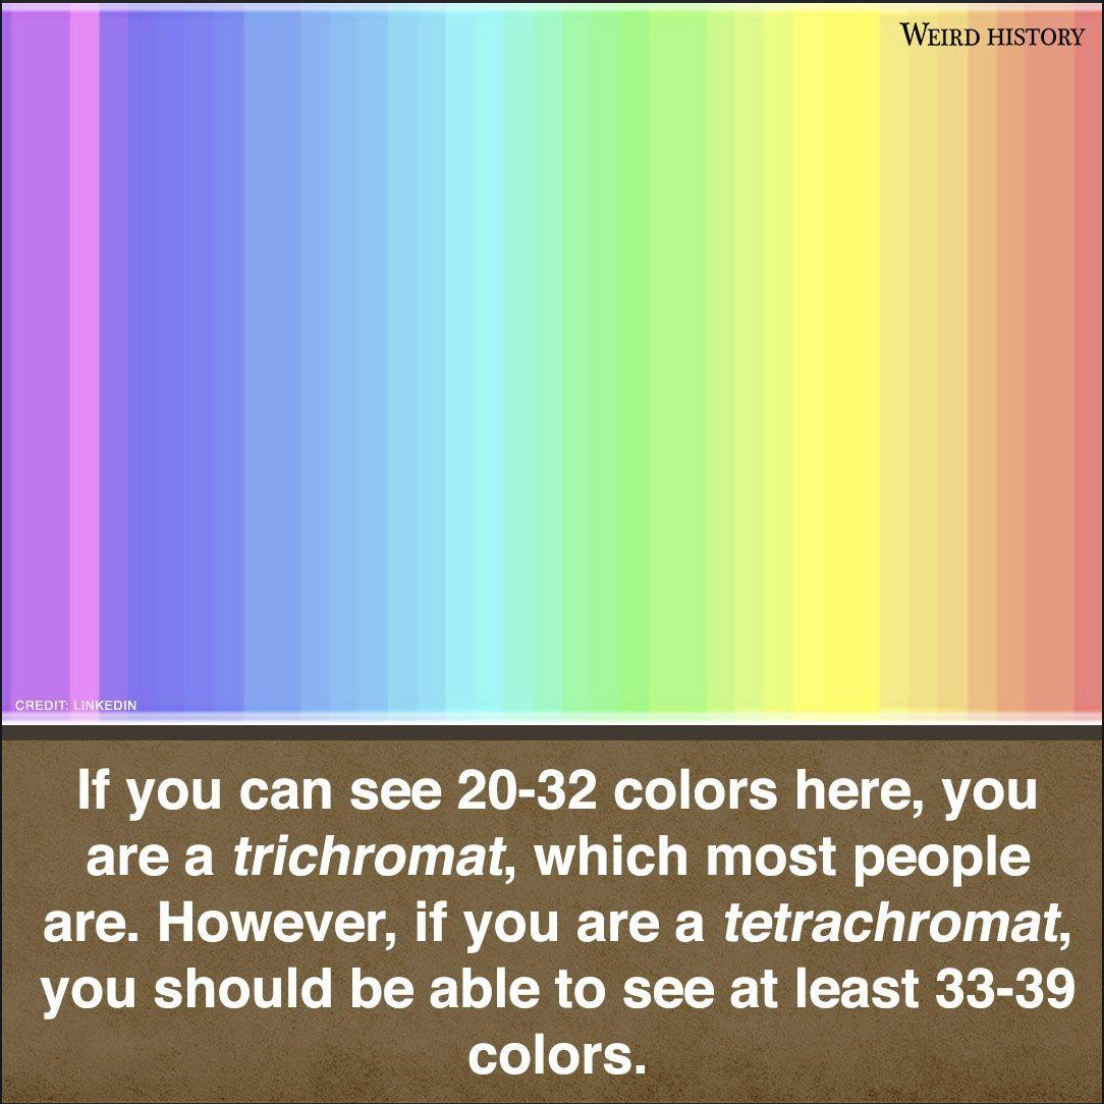 WEIRD HISTORY
CREDIT: LINKEDIN
If you can see 20-32 colors here, you
are a trichromat, which most people
are. However, if you are a tetrachromat,
you should be able to see at least 33-39
colors.